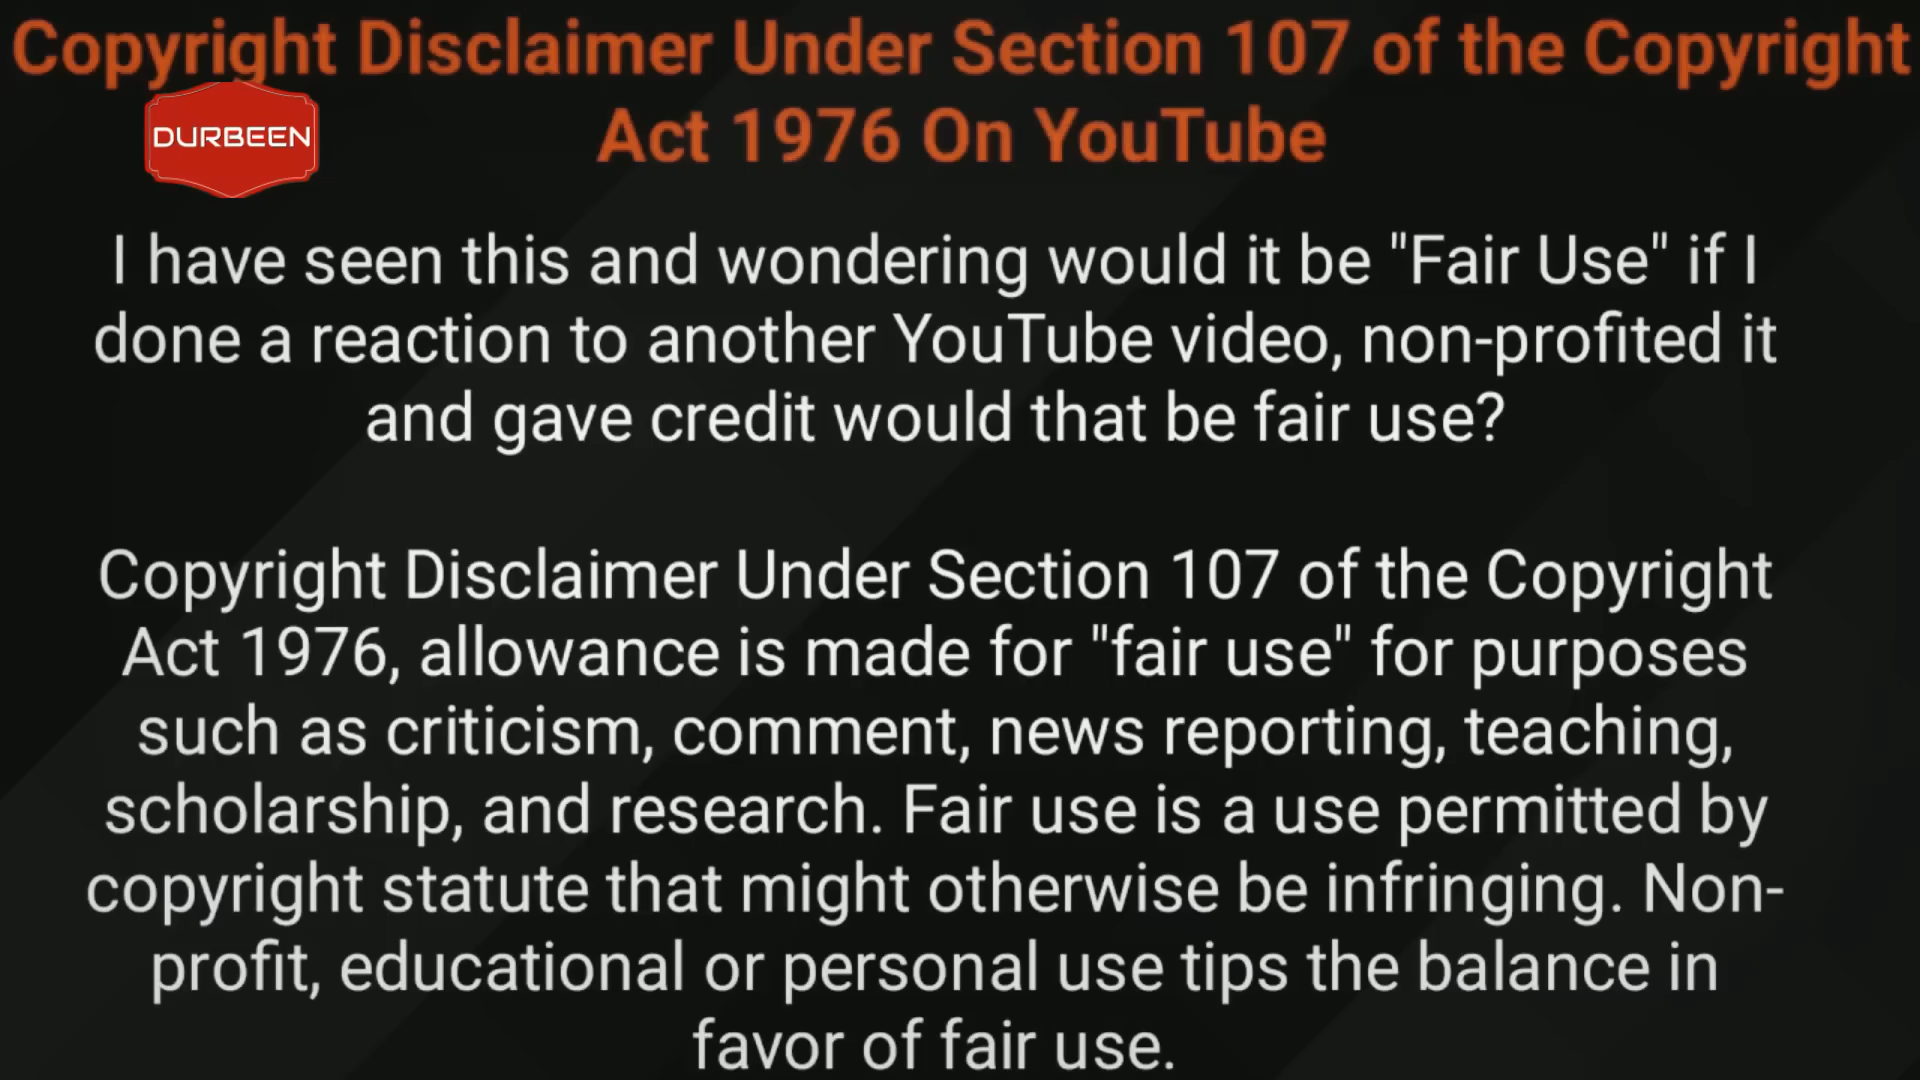 Copyright Disclaimer Under Section 107 of the Copyright
Act 1976 On YouTube
DURBEEN
I have seen this and wondering would it be "Fair Use" if I
done a reaction to another YouTube video, non-profited it
and gave credit would that be fair use?
Copyright Disclaimer Under Section 107 of the Copyright
Act 1976, allowance is made for "fair use" for purposes
such as criticism, comment, news reporting, teaching,
scholarship, and research. Fair use is a use permitted by
copyright statute that might otherwise be infringing. Non-
profit, educational or personal use tips the balance in
favor of fair use.